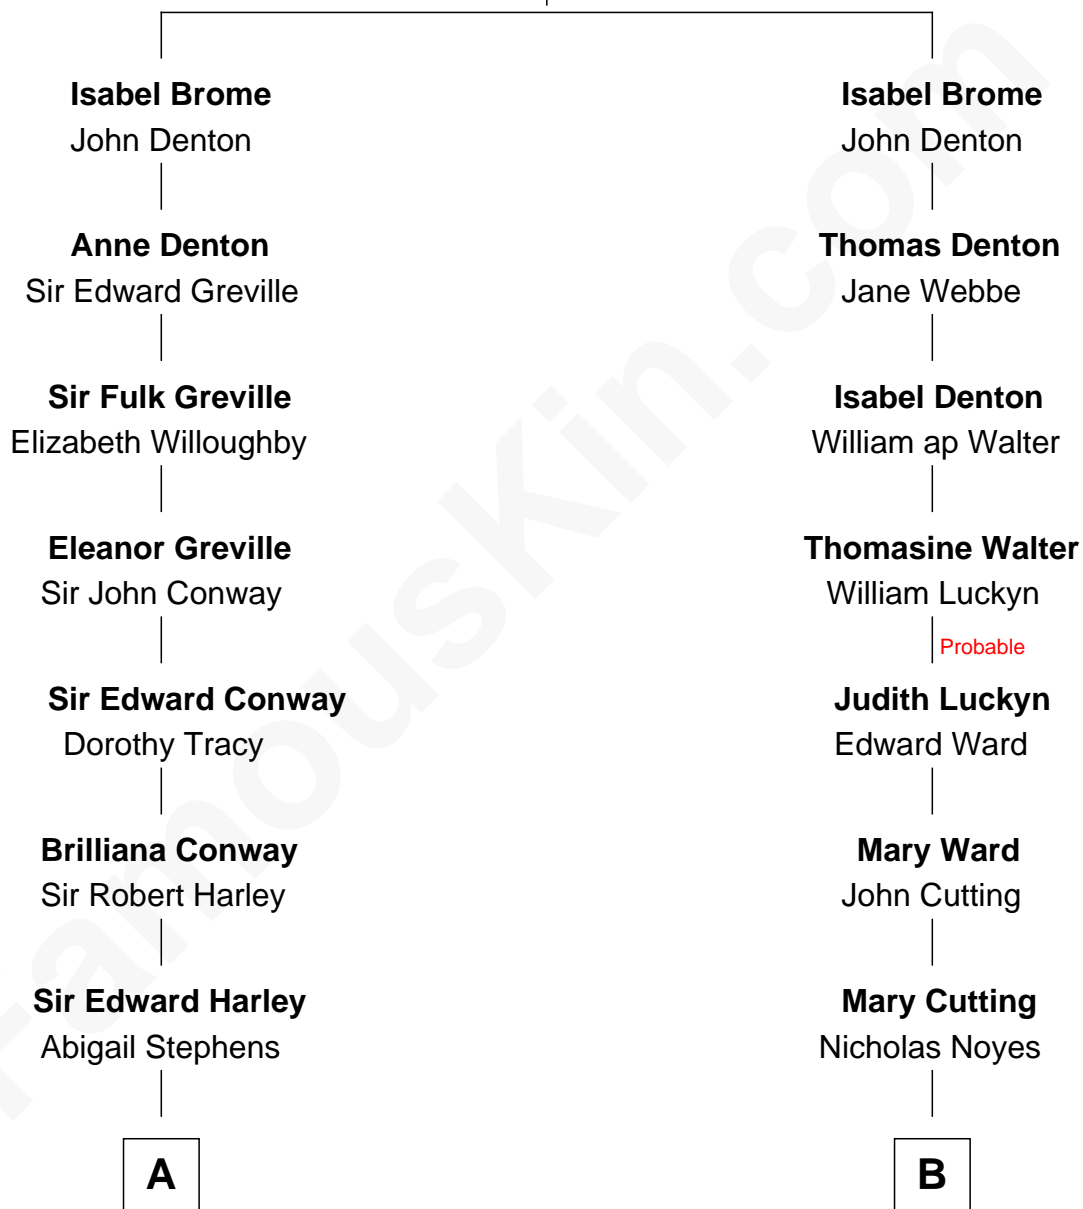 Isabel Brome
John Denton
Anne Denton
Sir Edward Greville
Sir Fulk Greville
Elizabeth Willoughby
Eleanor Greville
Sir John Conway
Sir Edward Conway
Dorothy Tracy
Brilliana Conway
Sir Robert Harley
Sir Edward Harley
Abigail Stephens
A
Isabel Brome
John Denton
Thomas Denton
Jane Webbe
Isabel Denton
William ap Walter
Thomasine Walter
William Luckyn
Probable
Judith Luckyn
Edward Ward
Mary Ward
John Cutting
Mary Cutting
Nicholas Noyes
B
FamousKin.com